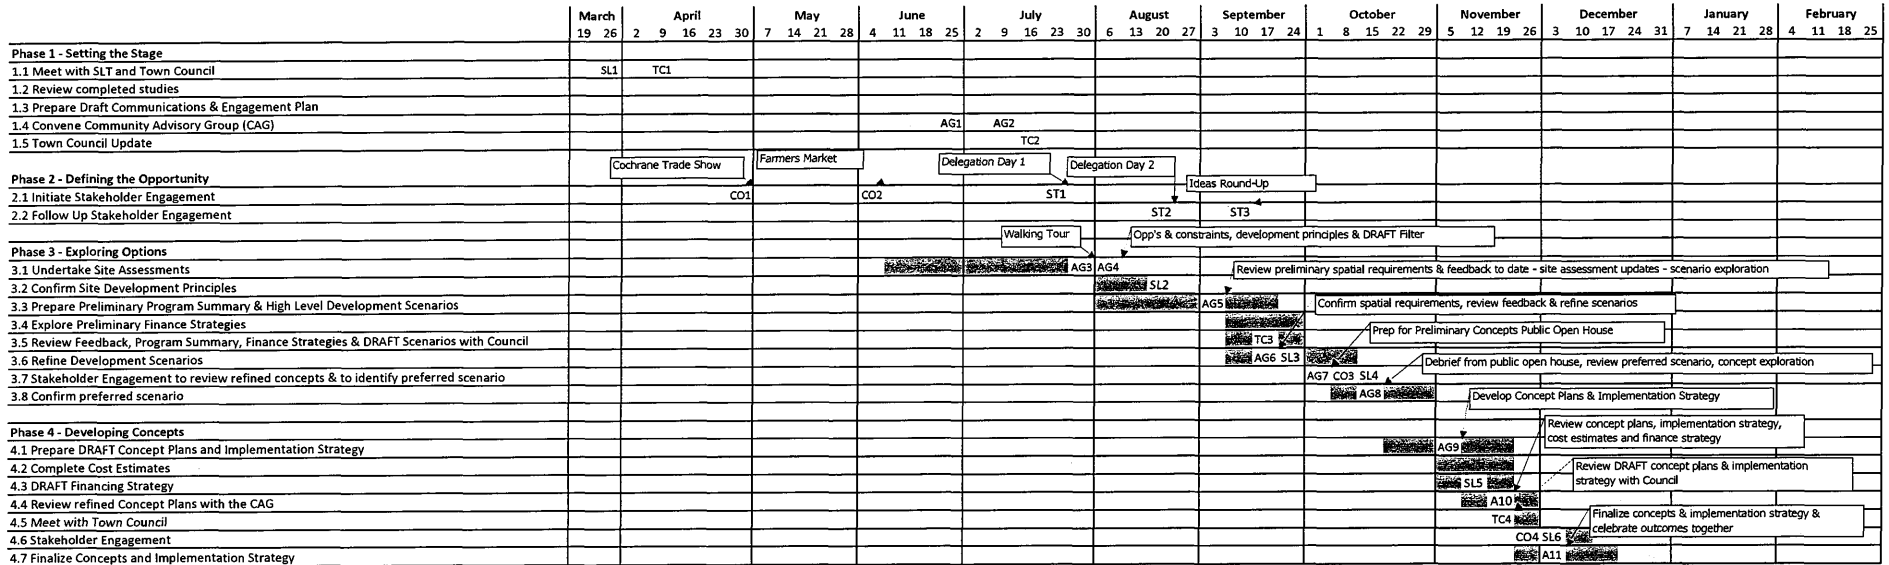 March April May June July August September October November December January February
19 26 2 9 16 23 30 7 14 21 28 4 11 18 25 2 9 16 23 30 6 13 20 27 3 10 17 24 1 8 15 22 29 5 12 19 26 3 10 17 24 31 7 14 21 28 4 11 18 25
Phase 1 - Setting the Stage
1.1 Meet with SLT and Town Council SL1 TC1
1.2 Review completed studies
1.3 Prepare Draft Communications & Engagement Plan
1.4 Convene Community Advisory Group (CAG) AG1 AG2
1.5 Town Council Update TC2
Cochrane Trade Show Farmers Market Delegation Day 1 Delegation Day 2
Phase 2 - Defining the Opportunity
Ideas Round-Up
2.1 Initiate Stakeholder Engagement CO1 CO2 ST1
2.2 Follow Up Stakeholder Engagement ST2 ST3
Walking Tour Opp's & constraints, development principles & DRAFT Filter
Phase 3 - Exploring Options
3.1 Undertake Site Assessments AG3 AG4 Review preliminary spatial requirements & feedback to date - site assessment updates - scenario exploration
3.2 Confirm Site Development Principles SL2
3.3 Prepare Preliminary Program Summary & High Level Development Scenarios AG5 Confirm spatial requirements, review feedback & refine scenarios
3.4 Explore Preliminary Finance Strategies
Prep for Preliminary Concepts Public Open House
3.5 Review Feedback, Program Summary, Finance Strategies & DRAFT Scenarios with Council TC3
3.6 Refine Development Scenarios AG6 SL3 Debrief from public open house, review preferred scenario, concept exploration
3.7 Stakeholder Engagement to review refined concepts & to identify preferred scenario AG7 CO3 SL4
3.8 Confirm preferred scenario AG8 Develop Concept Plans & Implementation Strategy
Review concept plans, implementation strategy,
cost estimates and finance strategy
Phase 4 - Developing Concepts
4.1 Prepare DRAFT Concept Plans and Implementation Strategy AG9
4.2 Complete Cost Estimates
Review DRAFT concept plans & implementation
strategy with Council
4.3 DRAFT Financing Strategy SL5
4.4 Review refined Concept Plans with the CAG A10
Finalize concepts & implementation strategy &
celebrate outcomes together
4.5 Meet with Town Council TC4
4.6 Stakeholder Engagement CO4 SL6
4.7 Finalize Concepts and Implementation Strategy A11